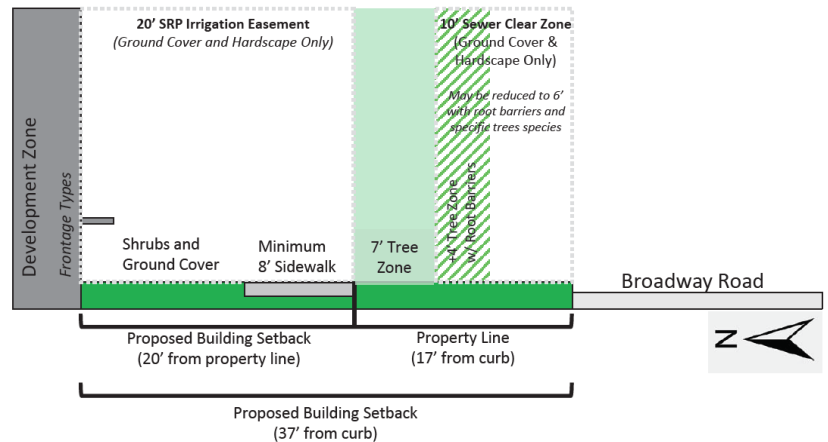 20’ SRP Irrigation Easement
(Ground Cover and Hardscape Only)
10’ Sewer Clear Zone
(Ground Cover &
Hardscape Only)
May be reduced to 6’
with root barriers and
specific trees species
Development Zone
Frontage Types
Shrubs and
Ground Cover
Minimum
8’ Sidewalk
7’ Tree
Zone
+4’ Tree Zone
w/ Root Barriers
Broadway Road
Proposed Building Setback
(20’ from property line)
Property Line
(17’ from curb)
N
Proposed Building Setback
(37’ from curb)